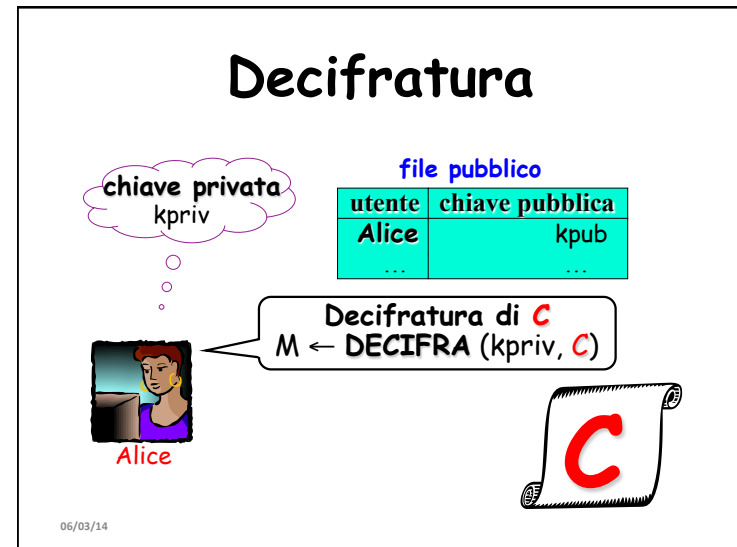 Decifratura
chiave privata
kpriv
file pubblico
utente chiave pubblica
Alice kpub
... ...
Decifratura di C
M ← DECIFRA (kpriv, C)
Alice
C
06/03/14